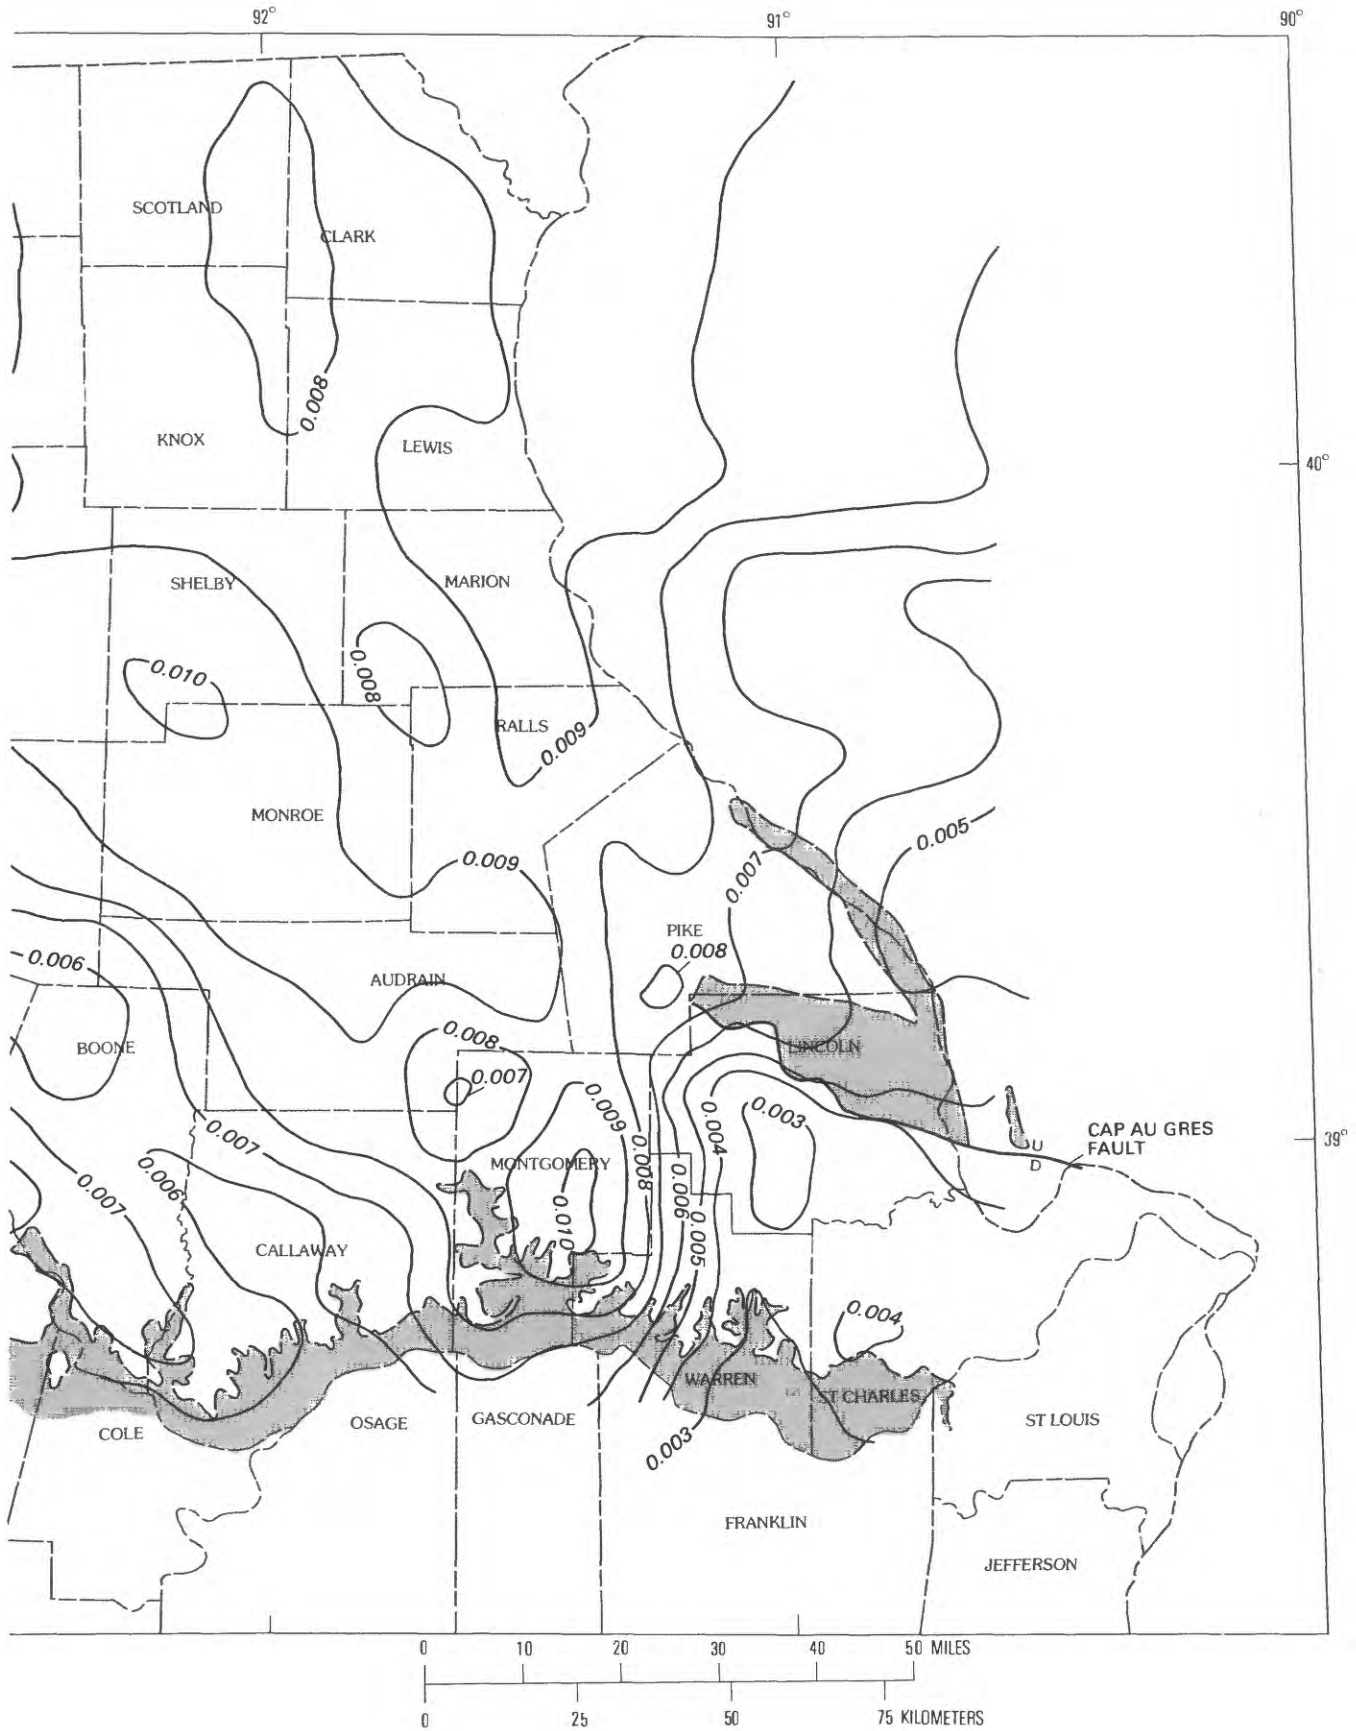 92°
91°
90°
SCOTLAND
CLARK
0.008
KNOX
LEWIS
40°
SHELBY
MARION
0.010
0.008
RALLS
0.009
MONROE
0.009
0.005
0.007
PIKE
0.008
0.006
AUDRAIN
0.008
BOONE
LINCOLN
0.007
0.009
0.003
0.004
CAP AU GRES
FAULT
U
D
39°
0.007
0.008
MONTGOMERY
0.006
0.006
0.007
0.010
0.005
CALLAWAY
0.004
WARREN
ST CHARLES
COLE
OSAGE
GASCONADE
ST LOUIS
0.003
FRANKLIN
JEFFERSON
0 10 20 30 40 50 MILES
0 25 50 75 KILOMETERS